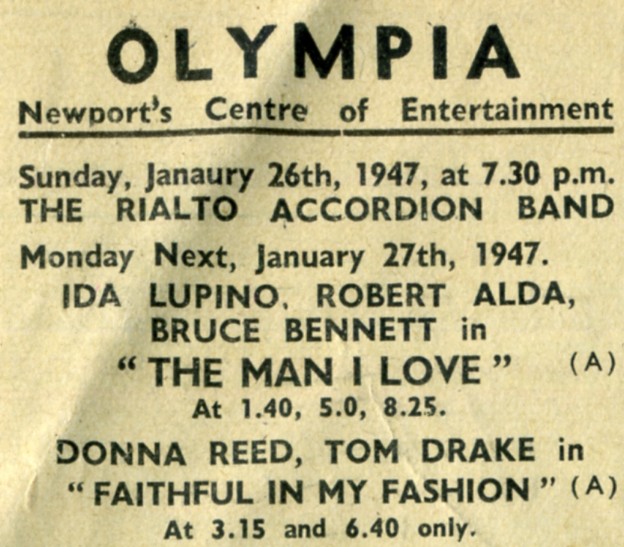 OLYMPIA
Newport's Centre of Entertainment
Sunday, Janaury 26th, 1947, at 7.30 p.m.
THE RIALTO ACCORDION BAND
Monday Next, January 27th, 1947.
IDA LUPINO, ROBERT ALDA,
BRUCE BENNETT in
"THE MAN I LOVE" (A)
At 1.40, 5.0, 8.25.
DONNA REED, TOM DRAKE in
"FAITHFUL IN MY FASHION" (A)
At 3.15 and 6.40 only.